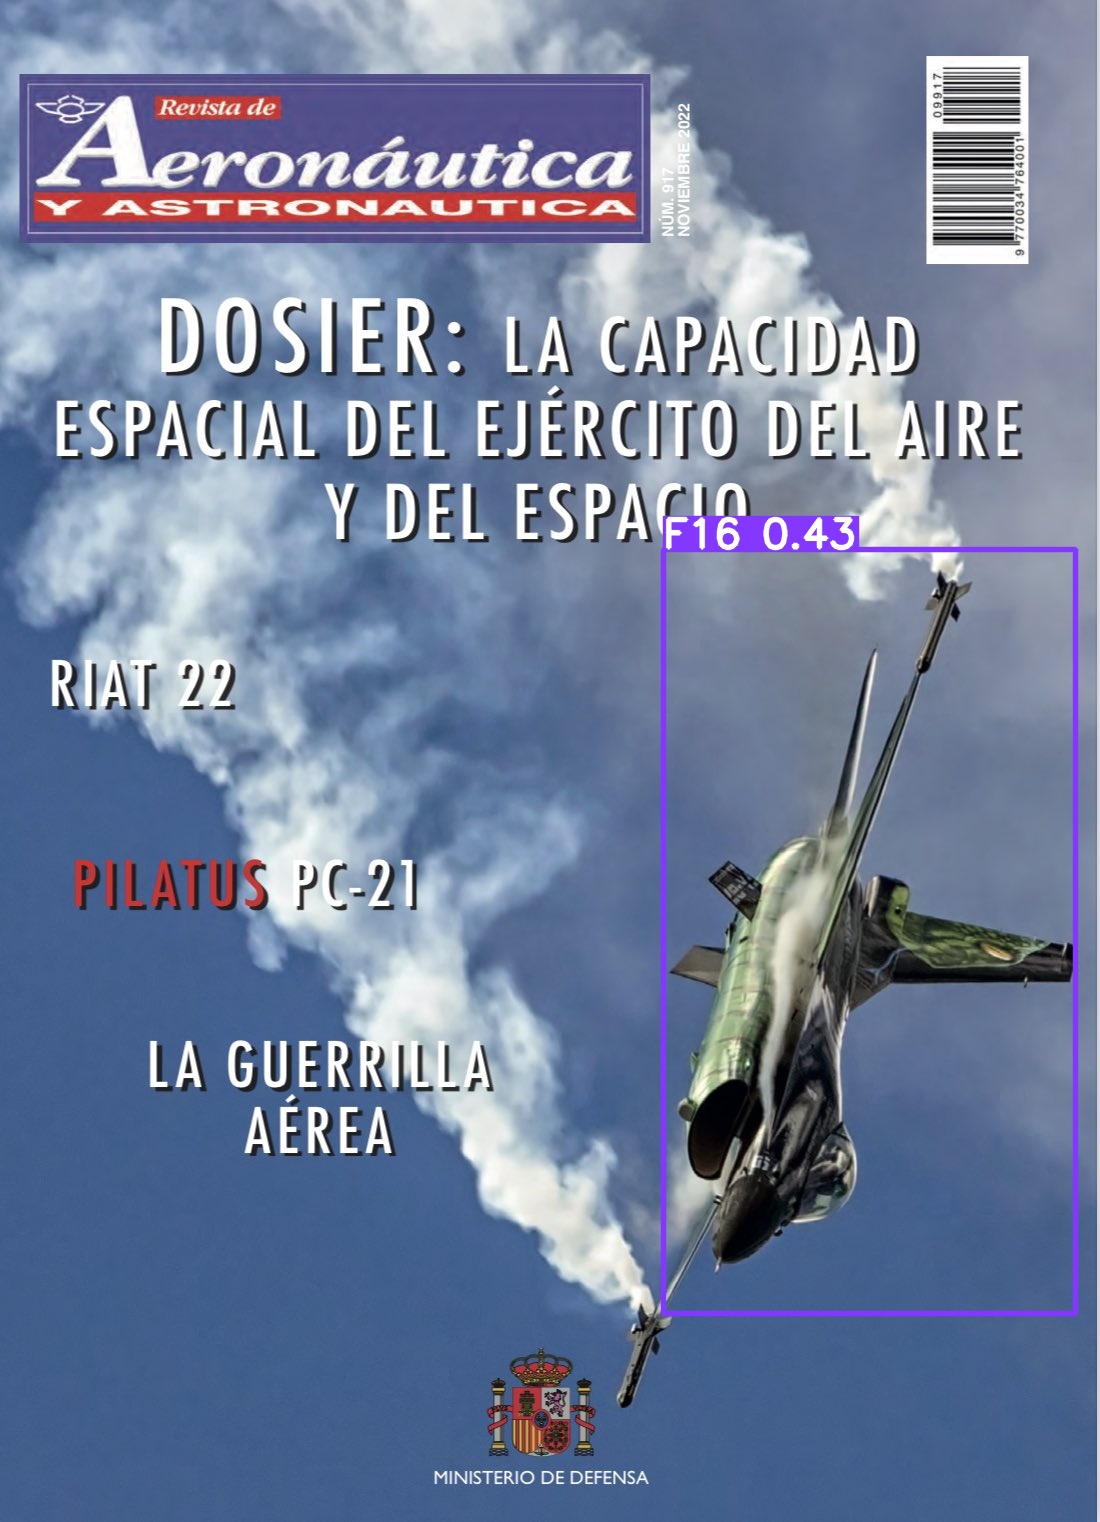 Revista de
Aeronáutica
Y ASTRONAUTICA
NÚM. 917
NOVIEMBRE 2022
09917
9 770034 764001
DOSIER: LA CAPACIDAD
ESPACIAL DEL EJÉRCITO DEL AIRE
Y DEL ESPACIO
F16 0.43
RIAT 22
PILATUS PC-21
LA GUERRILLA
AÉREA
MINISTERIO DE DEFENSA